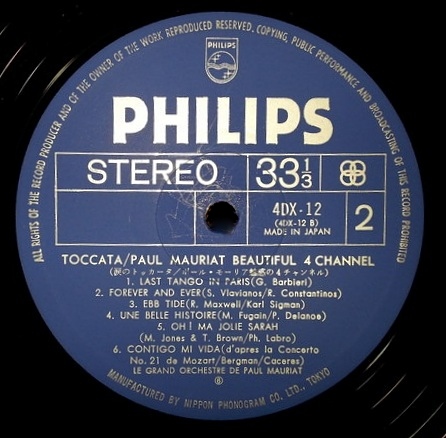 ALL RIGHTS OF THE RECORD PRODUCER AND OF THE OWNER OF THE WORK REPRODUCED RESERVED. COPYING, PUBLIC PERFORMANCE AND BROADCASTING OF THIS RECORD PROHIBITED
PHILIPS
PHILIPS
STEREO 33⅓
4DX-12
(4DX-12 B)
MADE IN JAPAN
2
TOCCATA/PAUL MAURIAT BEAUTIFUL 4 CHANNEL
(涙のトッカータ/ポール・モーリア魅惑の4チャンネル)
1. LAST TANGO IN PARIS(G. Barbieri)
2. FOREVER AND EVER(S. Vlavianos/R. Constantinos)
3. EBB TIDE(R. Maxwell/Karl Sigman)
4. UNE BELLE HISTOIRE(M. Fugain/P. Delanoe)
5. OH! MA JOLIE SARAH
(M. Jones & T. Brown/Ph. Labro)
6. CONTIGO MI VIDA(d'apres la Concerto
No. 21 de Mozart/Bergman/Caceres)
LE GRAND ORCHESTRE DE PAUL MAURIAT
MANUFACTURED BY NIPPON PHONOGRAM CO. LTD., TOKYO